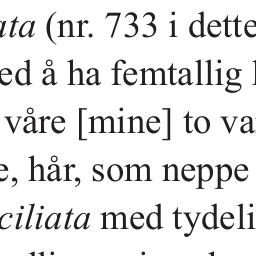 ata (nr. 733 i dette
ed å ha femtallig
våre [mine] to va
e, hår, som neppe
ciliata med tydeli